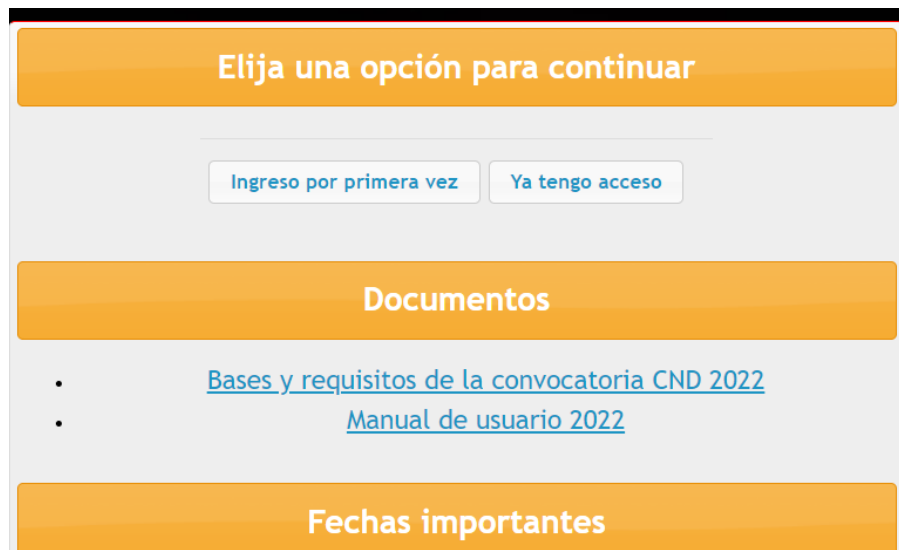 Elija una opción para continuar
Ingreso por primera vez Ya tengo acceso
Documentos
Bases y requisitos de la convocatoria CND 2022
Manual de usuario 2022
Fechas importantes